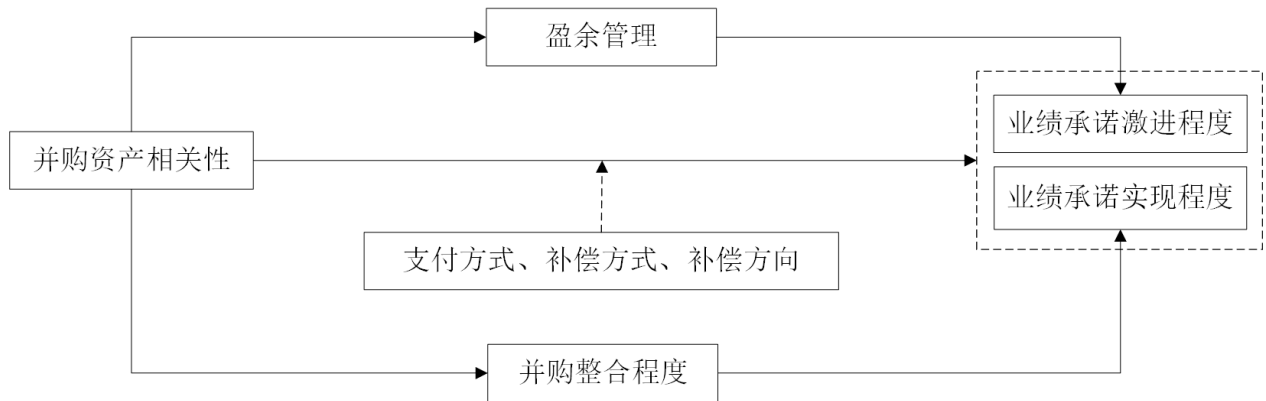 盈余管理
业绩承诺激进程度
并购资产相关性
业绩承诺实现程度
支付方式、补偿方式、补偿方向
并购整合程度